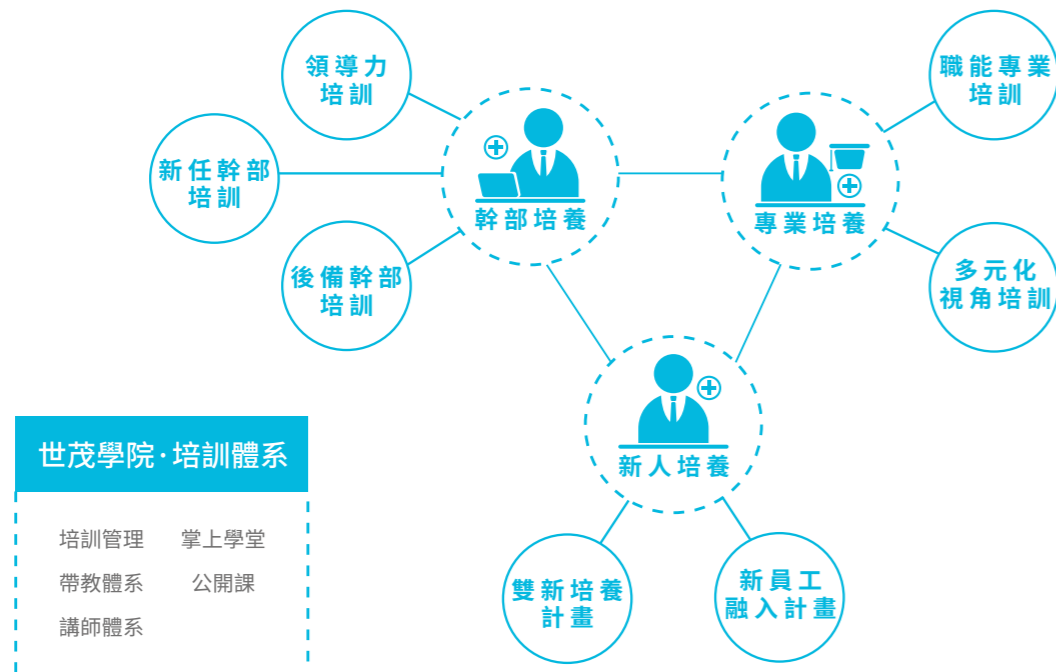 領導力
培訓
職能專業
培訓
新任幹部
培訓
幹部培養
專業培養
後備幹部
培訓
多元化
視角培訓
新人培養
世茂學院·培訓體系
培訓管理 掌上學堂
帶教體系 公開課
講師體系
雙新培養
計畫
新員工
融入計畫